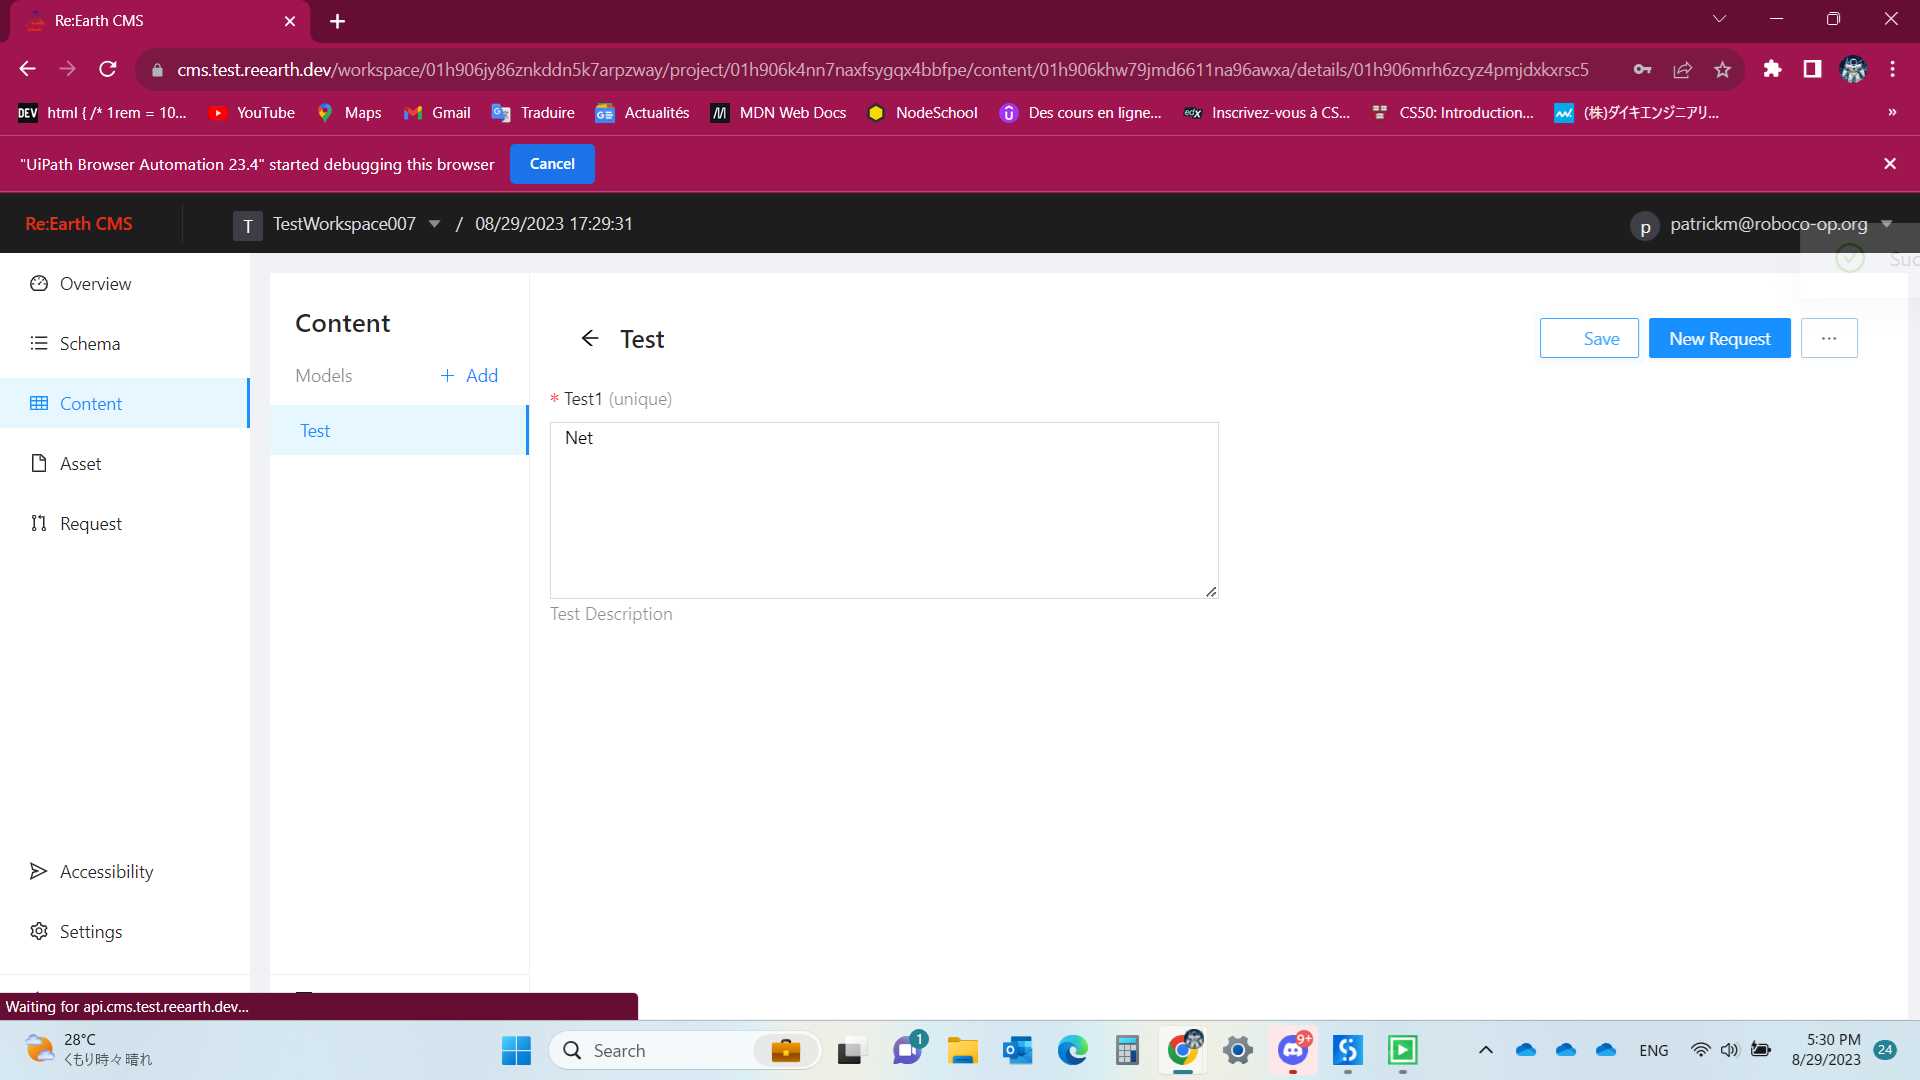 Re:Earth CMS
cms.test.reearth.dev/workspace/01h906jy86znkddn5k7arpzway/project/01h906k4nn7naxfsygqx4bbfpe/content/01h906khw79jmd6611na96awxa/details/01h906mrh6zcyz4pmjdxkxrsc5
DEV html { /* 1rem = 10... YouTube Maps Gmail Traduire Actualités MDN Web Docs NodeSchool Des cours en ligne... edX Inscrivez-vous à CS... CS50: Introduction... (株)ダイキエンジニアリ... »
"UiPath Browser Automation 23.4" started debugging this browser Cancel
Re:Earth CMS T TestWorkspace007 / 08/29/2023 17:29:31 p patrickm@roboco-op.org
Suc
Overview
Schema
Content
Asset
Request
Accessibility
Settings
Content
Models + Add
Test
Test
Save New Request ...
* Test1 (unique)
Net
Test Description
Waiting for api.cms.test.reearth.dev...
28°C
くもり時々晴れ
Search
1
9+
ENG
5:30 PM
8/29/2023
24